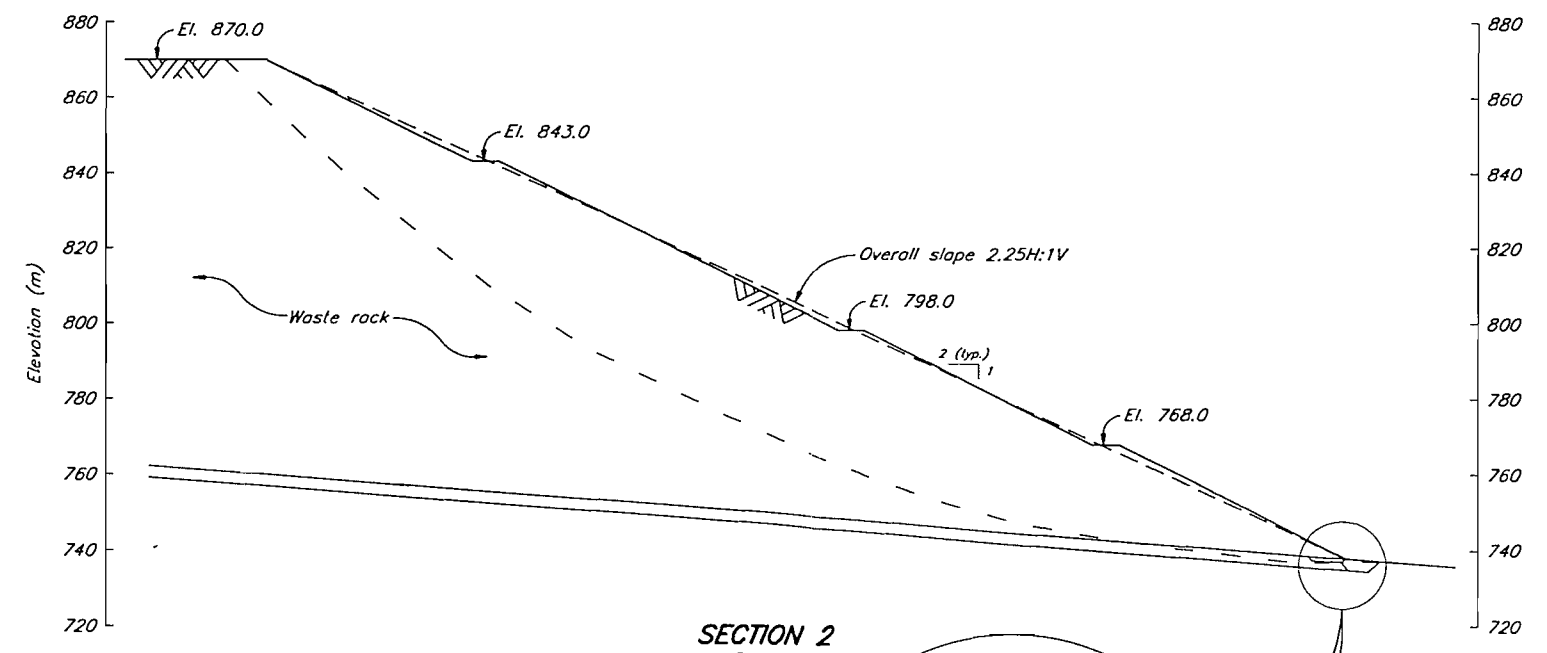 880
880
El. 870.0
860
860
El. 843.0
840
840
820
820
Overall slope 2.25H:1V
El. 798.0
Elevation (m)
Waste rock
800
800
2 (typ.)
1
780
780
El. 768.0
760
760
740
740
720
720
SECTION 2